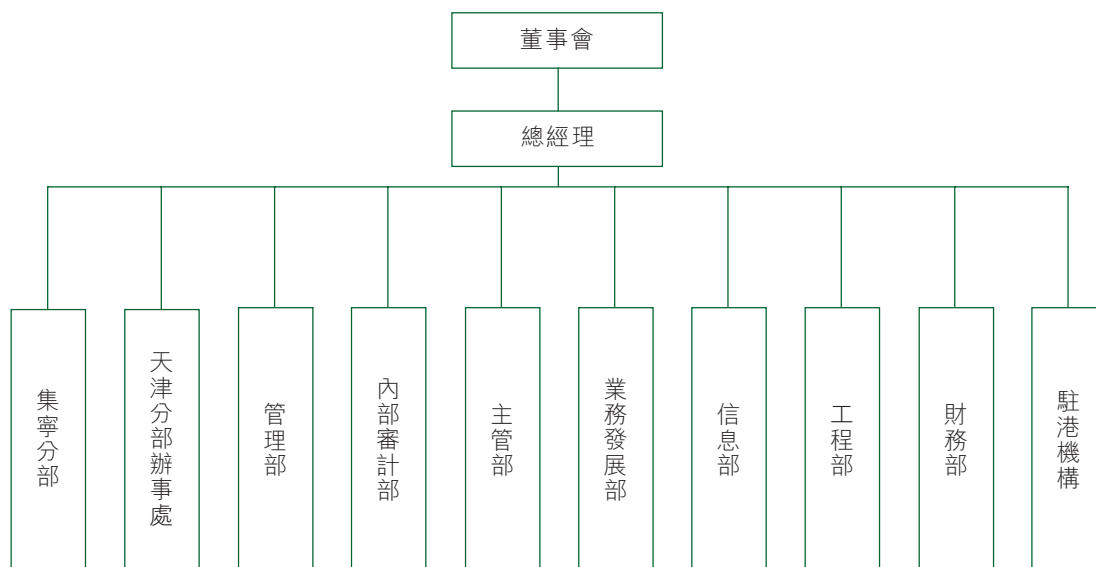 董事會
總經理
集寧分部
天津分部辦事處
管理部
內部審計部
主管部
業務發展部
信息部
工程部
財務部
駐港機構